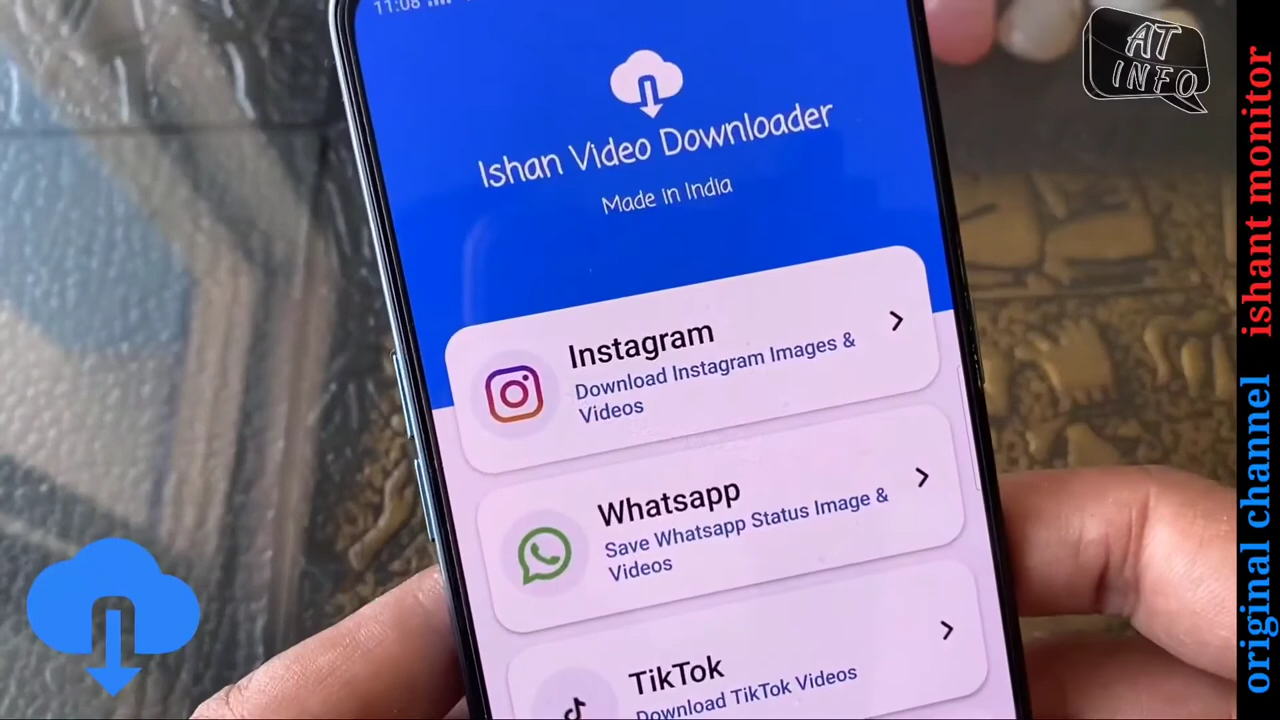 11:08
AT
INFO
Ishan Video Downloader
Made in India
Instagram
Download Instagram Images &
Videos
Whatsapp
Save Whatsapp Status Image &
Videos
TikTok
Download TikTok Videos
original channel ishant monitor